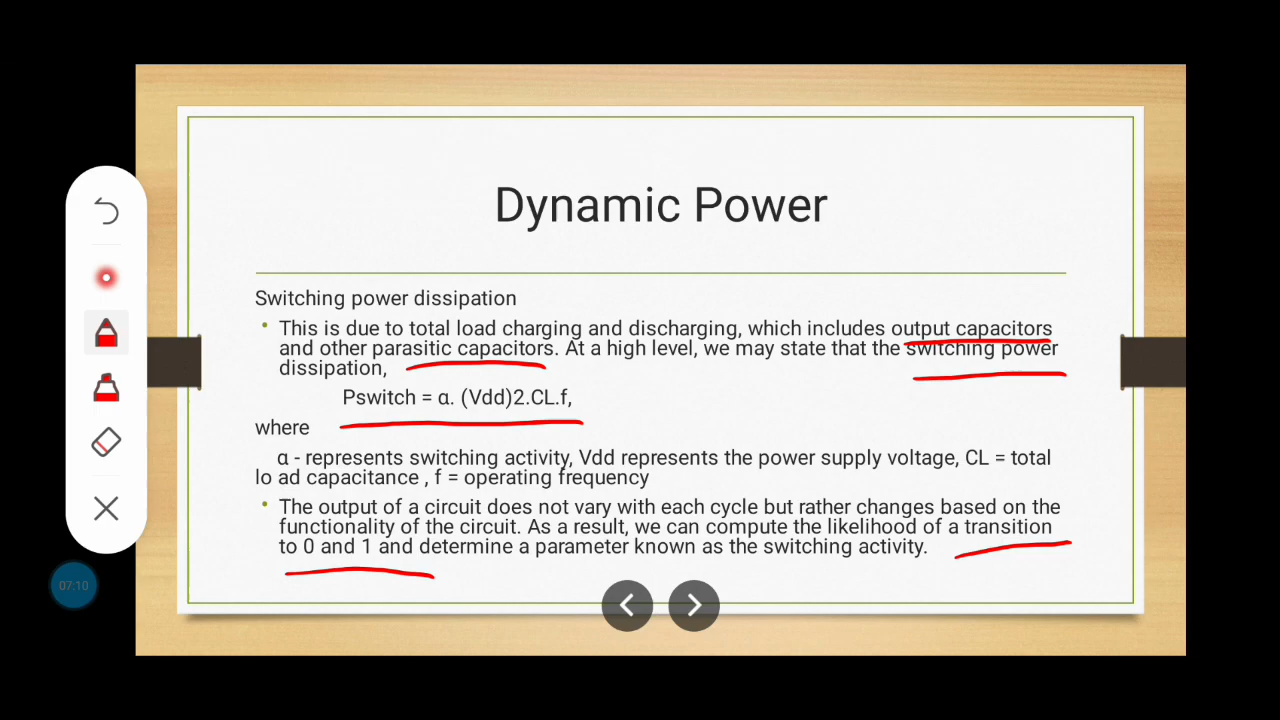 Dynamic Power
Switching power dissipation
• This is due to total load charging and discharging, which includes output capacitors
and other parasitic capacitors. At a high level, we may state that the switching power
dissipation,
Pswitch = α. (Vdd)2.CL.f,
where
α - represents switching activity, Vdd represents the power supply voltage, CL = total
lo ad capacitance , f = operating frequency
• The output of a circuit does not vary with each cycle but rather changes based on the
functionality of the circuit. As a result, we can compute the likelihood of a transition
to 0 and 1 and determine a parameter known as the switching activity.
07:10